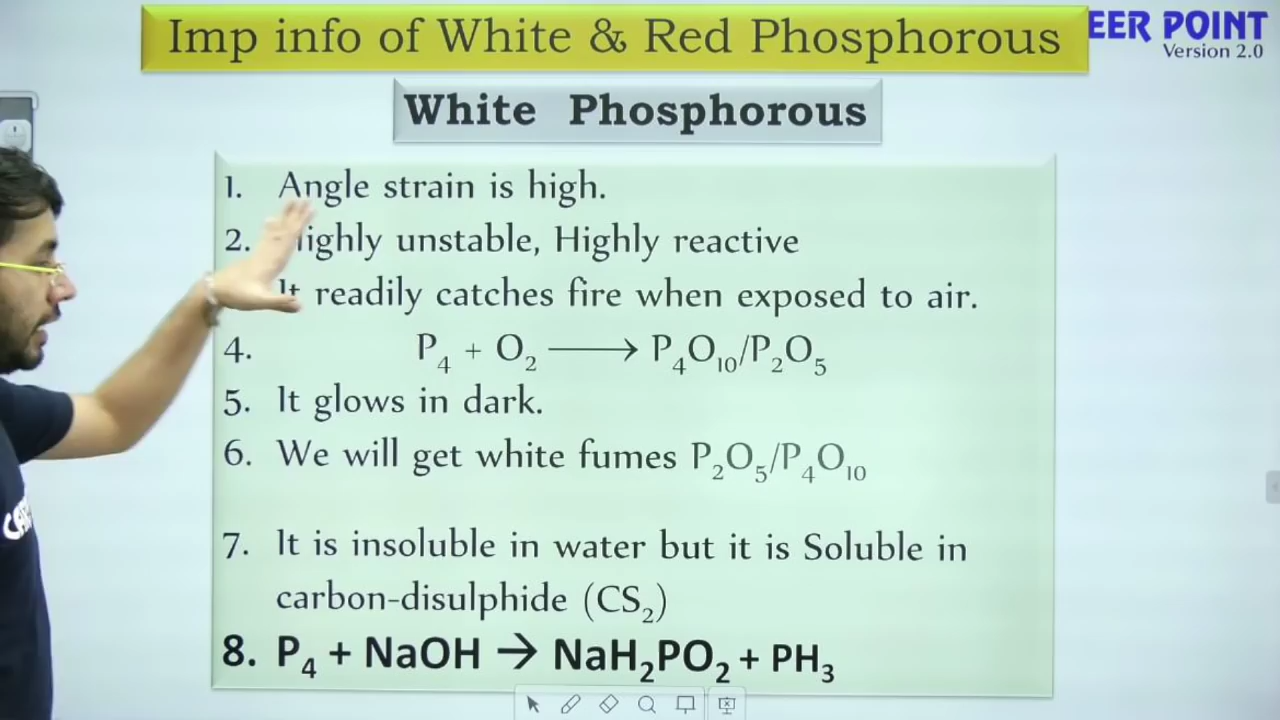 Imp info of White & Red Phosphorous
EER POINT
Version 2.0
White Phosphorous
1. Angle strain is high.
2. Highly unstable, Highly reactive
It readily catches fire when exposed to air.
4. P₄ + O₂ ⟶ P₄O₁₀/P₂O₅
5. It glows in dark.
6. We will get white fumes P₂O₅/P₄O₁₀
7. It is insoluble in water but it is Soluble in
carbon-disulphide (CS₂)
8. P₄ + NaOH → NaH₂PO₂ + PH₃